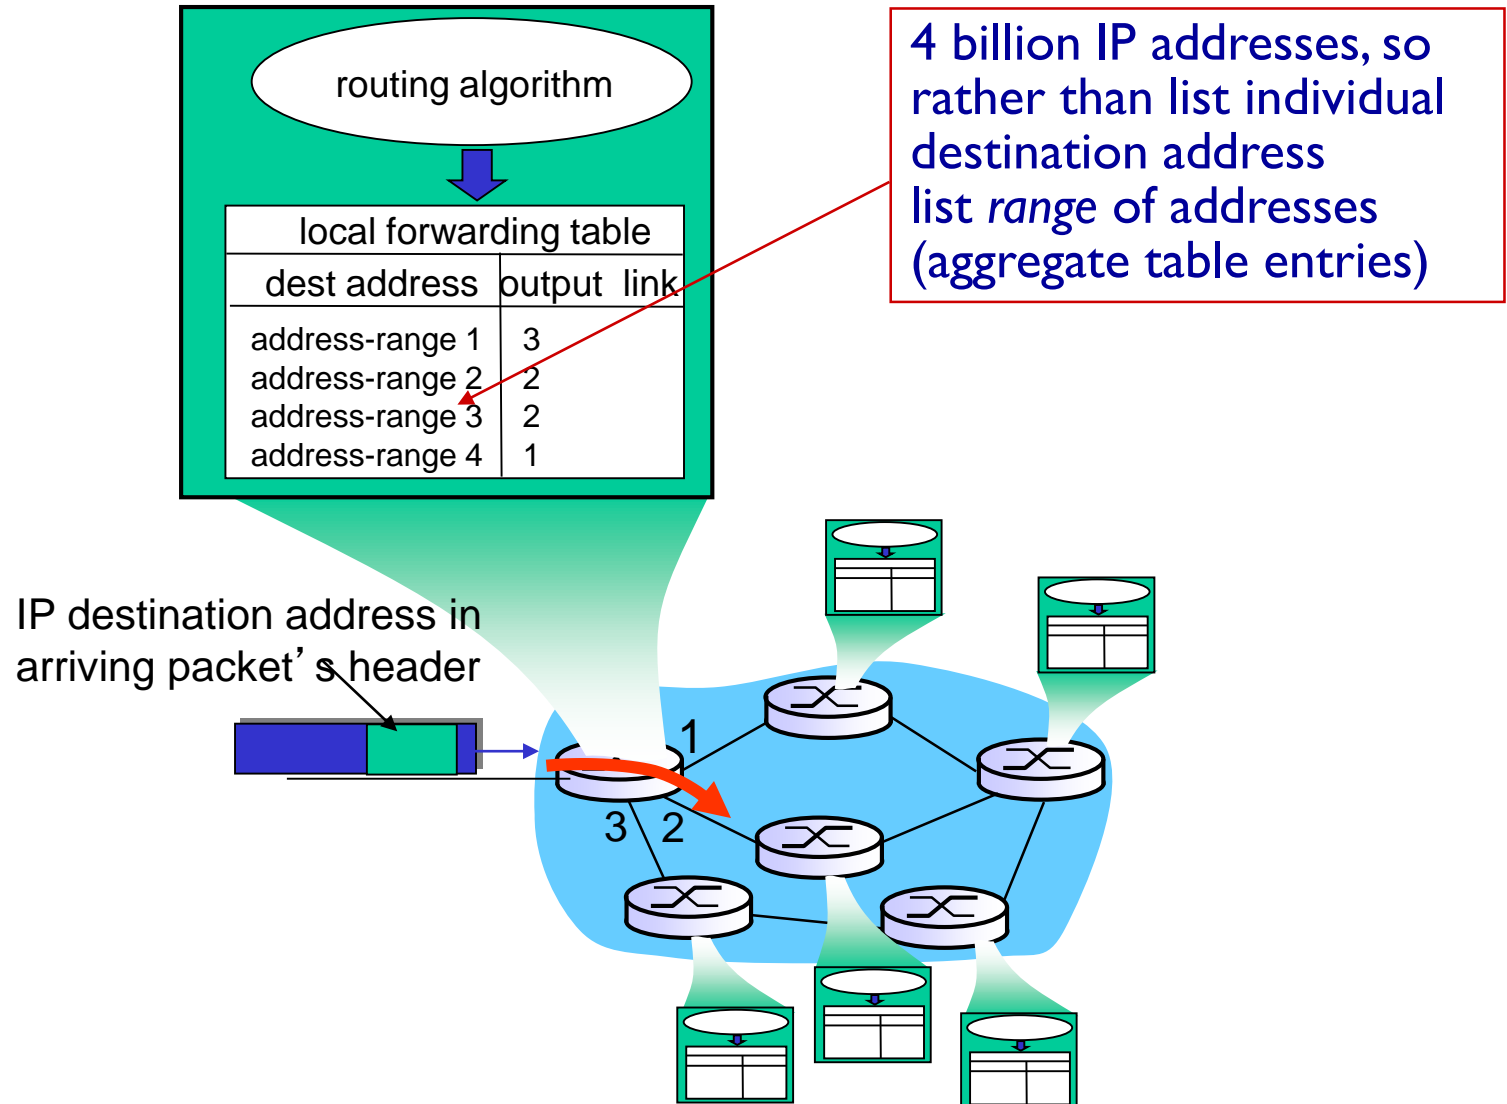 routing algorithm
local forwarding table
dest address output link
address-range 1 3
address-range 2 2
address-range 3 2
address-range 4 1
4 billion IP addresses, so
rather than list individual
destination address
list range of addresses
(aggregate table entries)
IP destination address in
arriving packet’s header
1
3 2